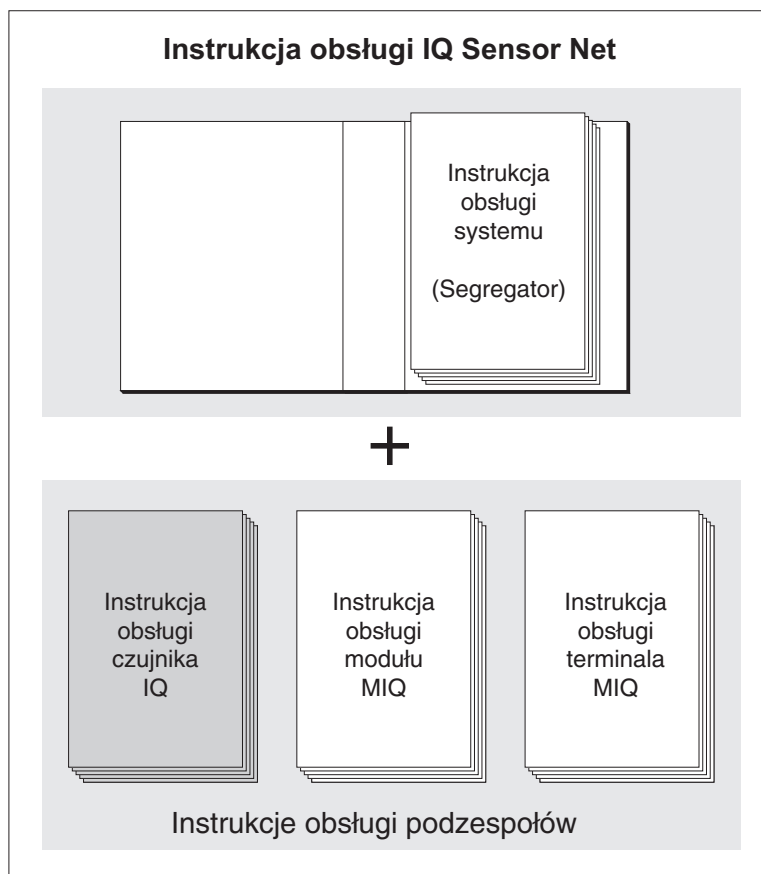 Instrukcja obsługi IQ Sensor Net
Instrukcja
obsługi
systemu
(Segregator)
+
Instrukcja
obsługi
czujnika
IQ
Instrukcja
obsługi
modułu
MIQ
Instrukcja
obsługi
terminala
MIQ
Instrukcje obsługi podzespołów